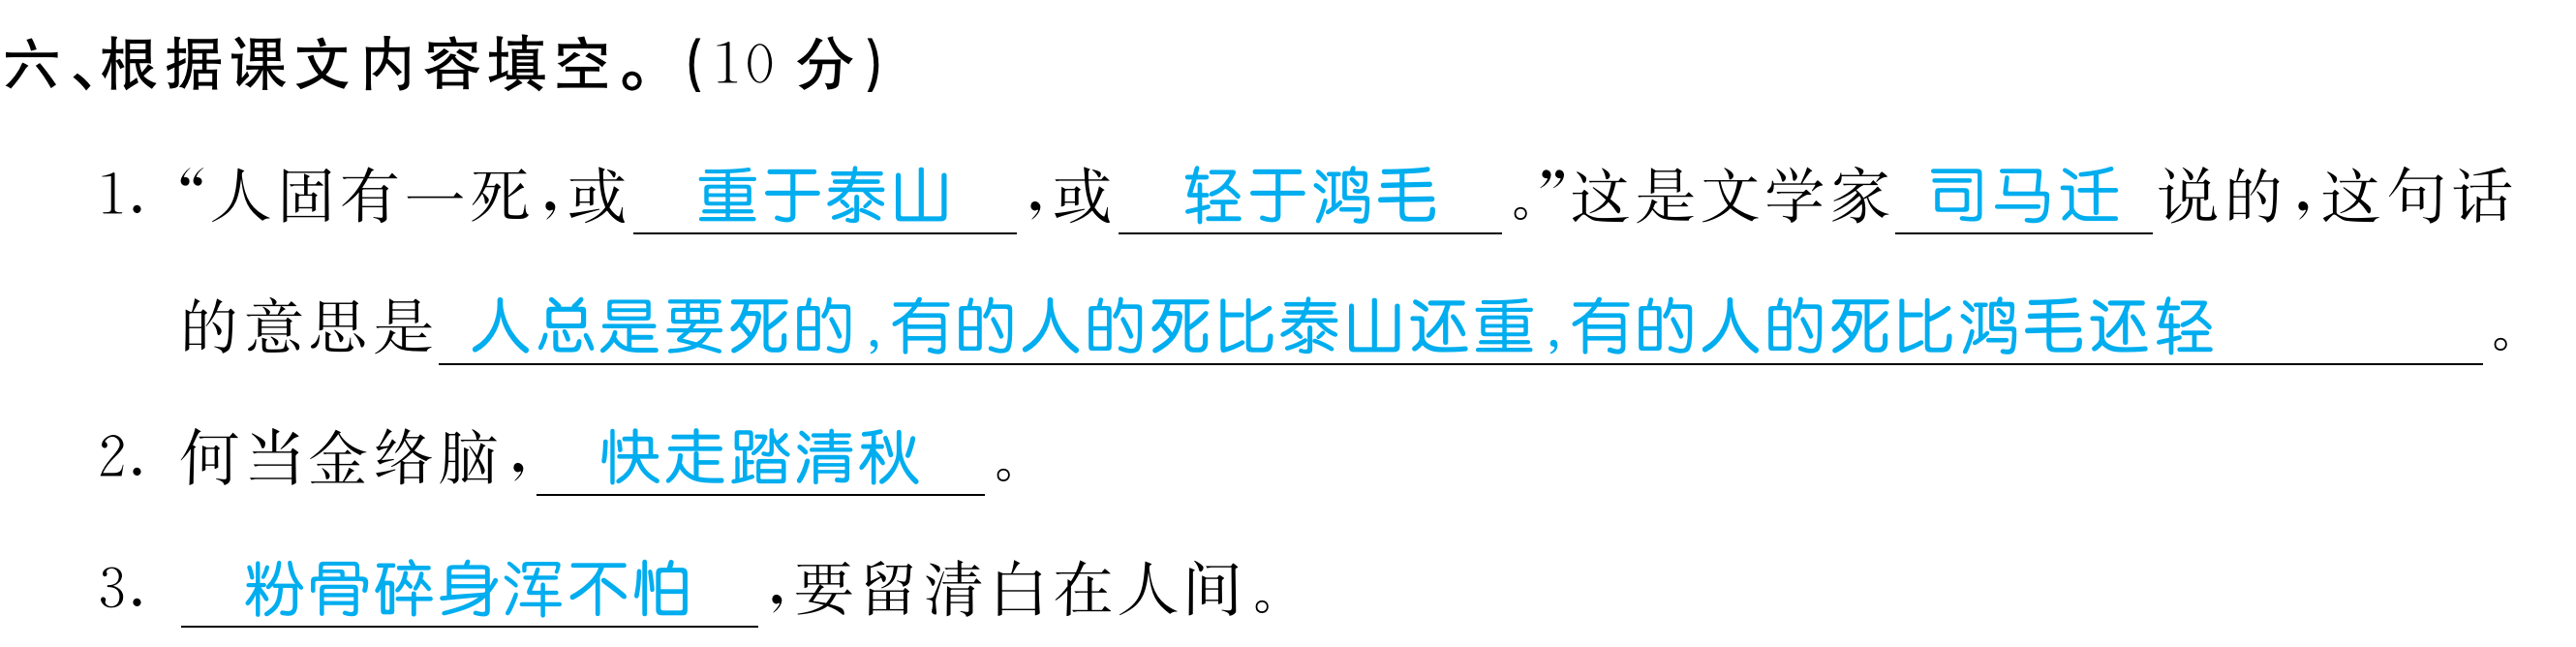 六、根据课文内容填空。(10 分)
1. “人固有一死,或 重于泰山 ,或 轻于鸿毛 。”这是文学家 司马迁 说的,这句话
的意思是 人总是要死的,有的人的死比泰山还重,有的人的死比鸿毛还轻 。
2. 何当金络脑, 快走踏清秋 。
3. 粉骨碎身浑不怕 ,要留清白在人间。